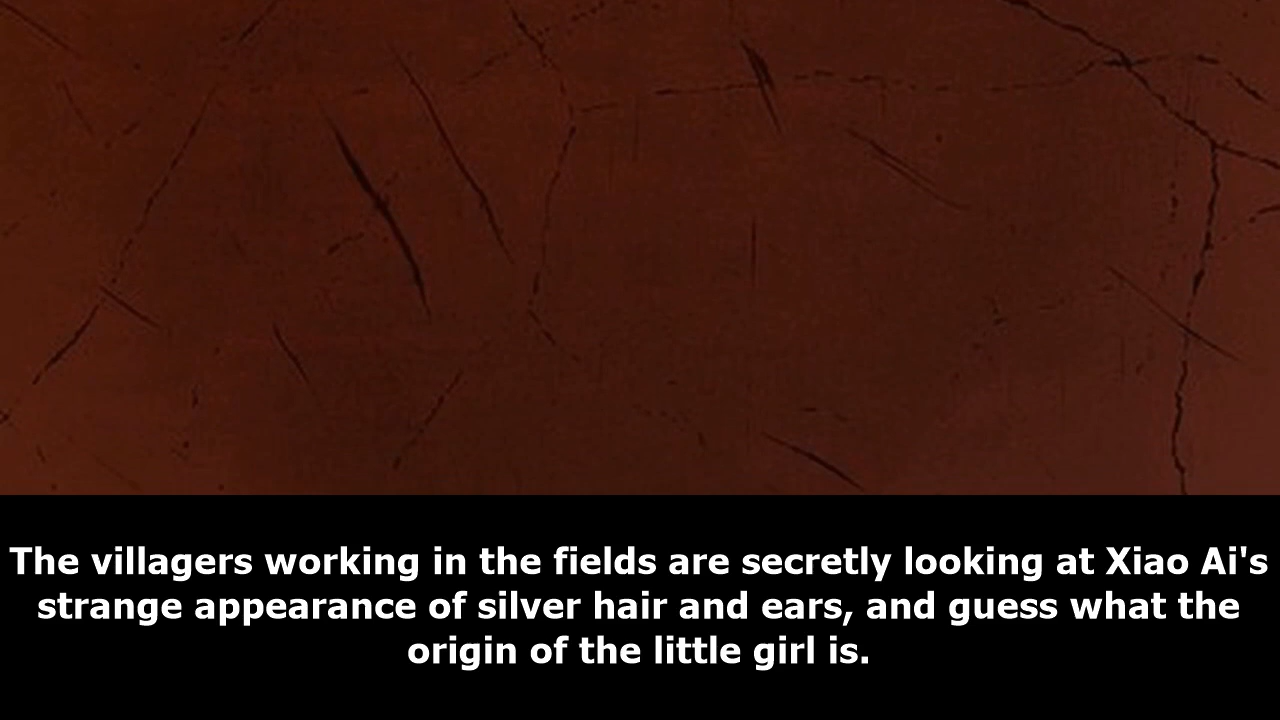 The villagers working in the fields are secretly looking at Xiao Ai's
strange appearance of silver hair and ears, and guess what the
origin of the little girl is.